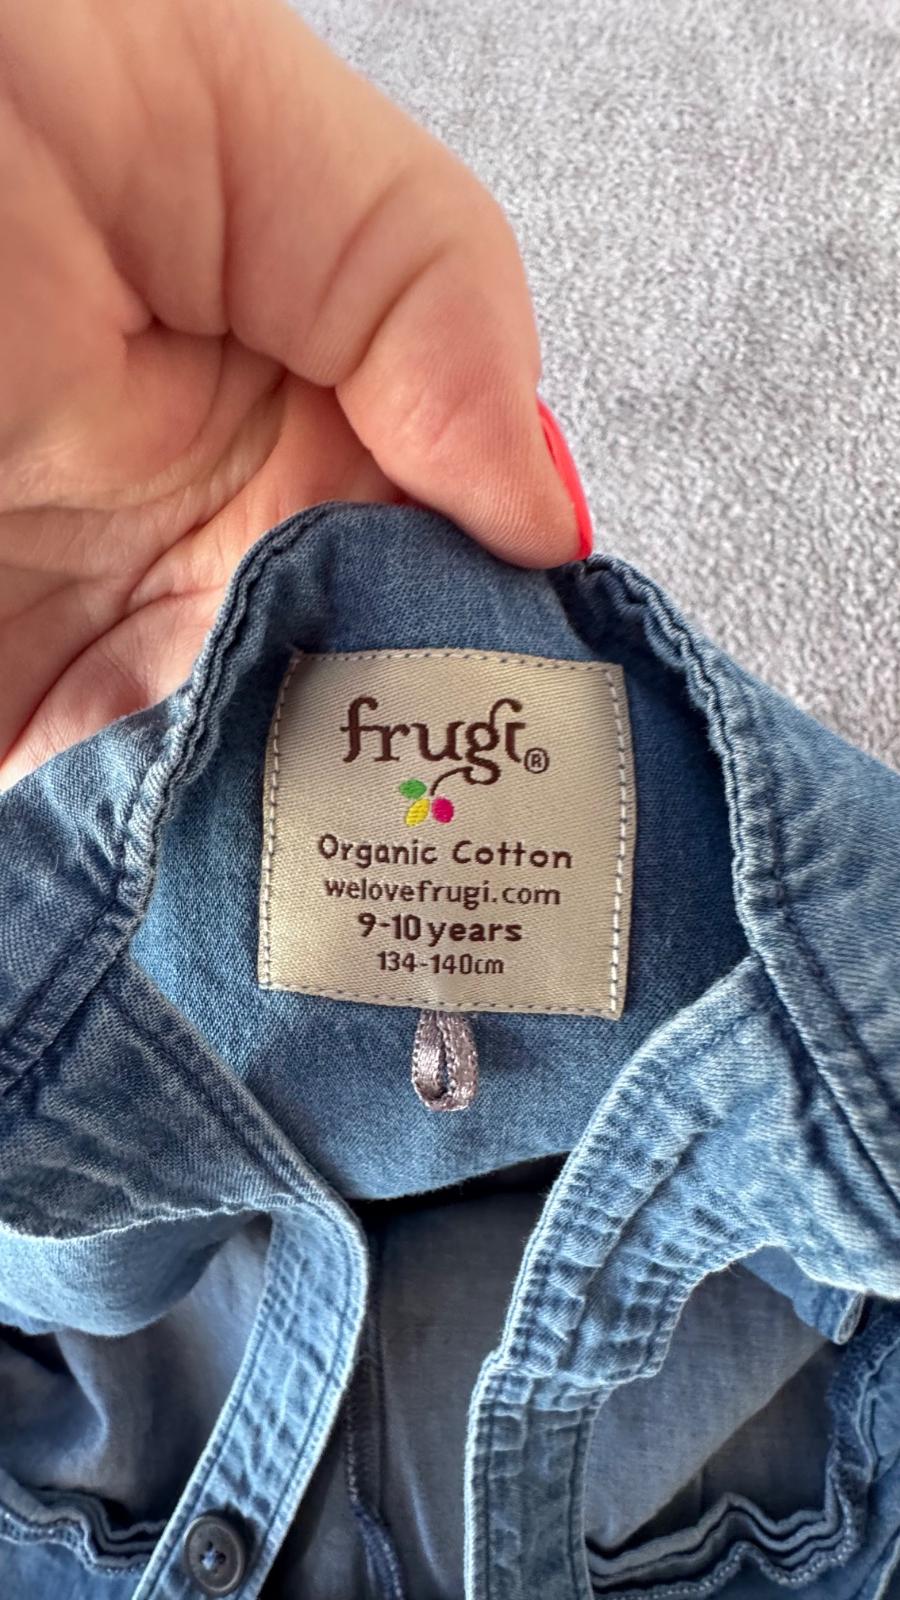 frugi®
Organic Cotton
welovefrugi.com
9-10 years
134-140cm